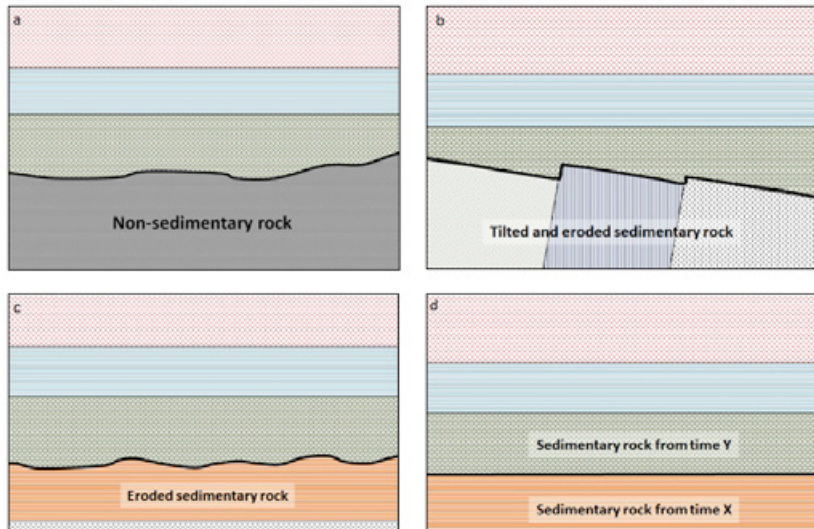 a
b
Non-sedimentary rock
Tilted and eroded sedimentary rock
c
d
Sedimentary rock from time Y
Eroded sedimentary rock
Sedimentary rock from time X